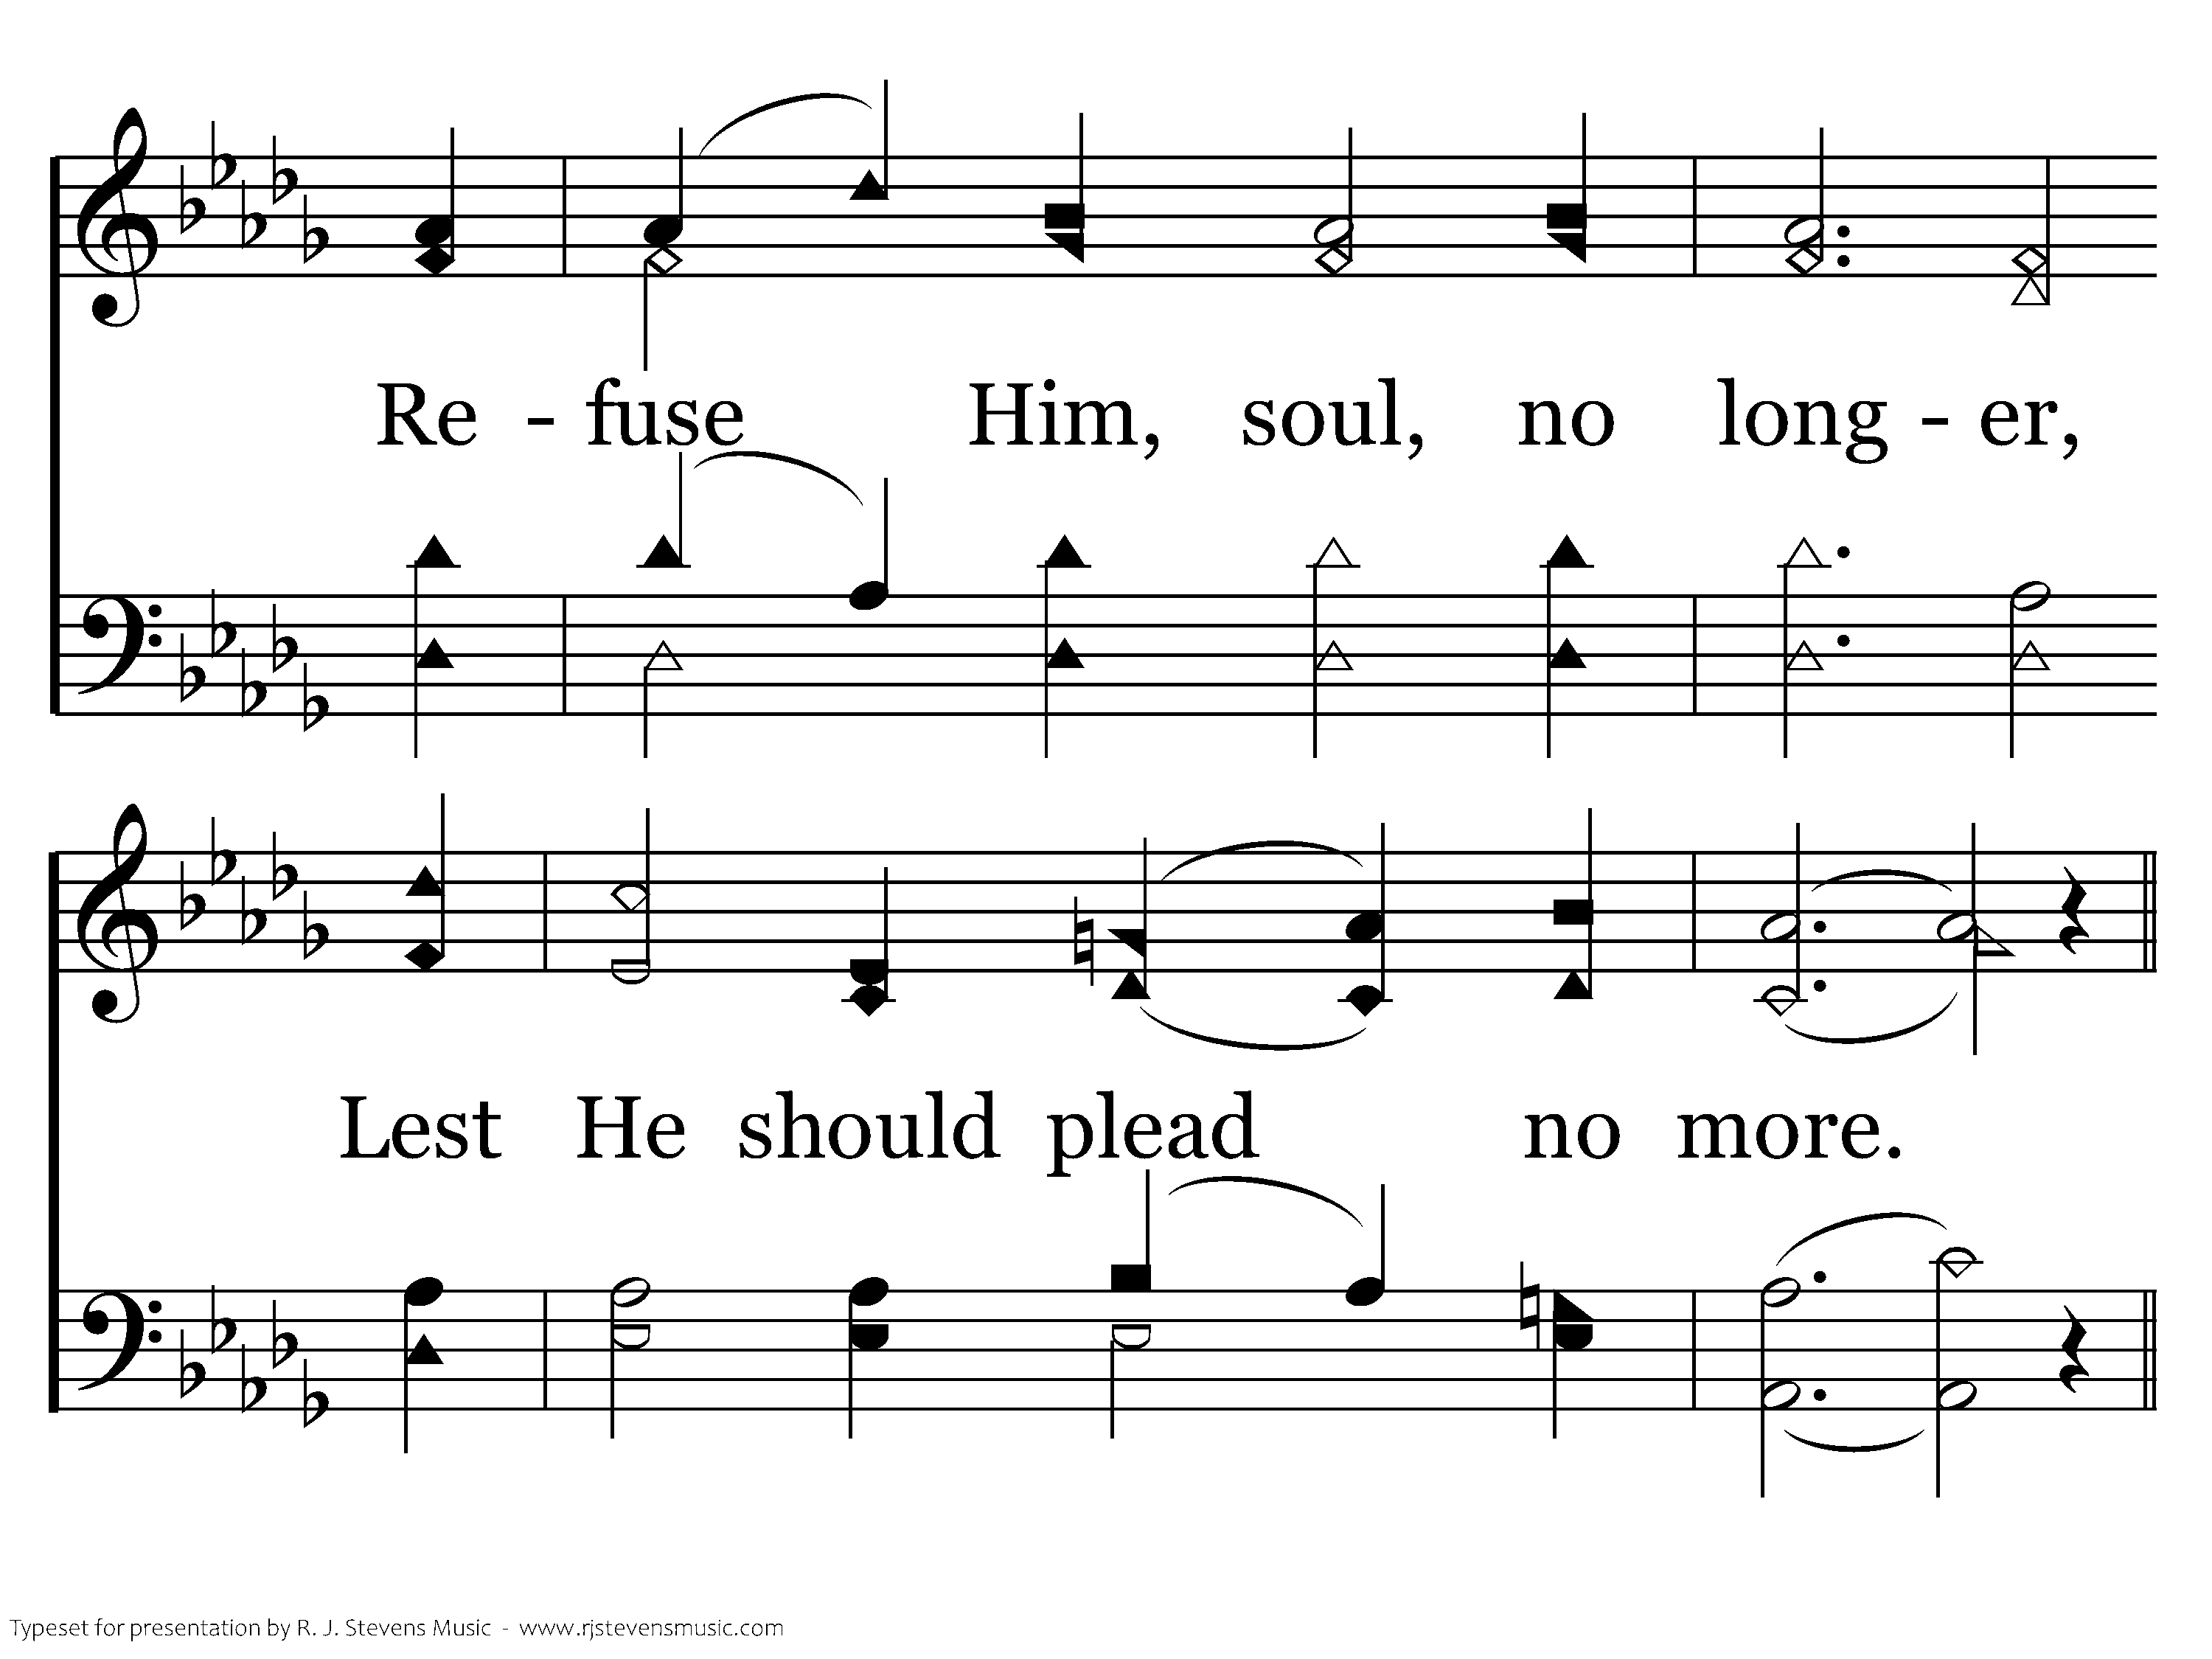 Re - fuse Him, soul, no long - er,
Lest He should plead no more.
Typeset for presentation by R. J. Stevens Music - www.rjstevensmusic.com